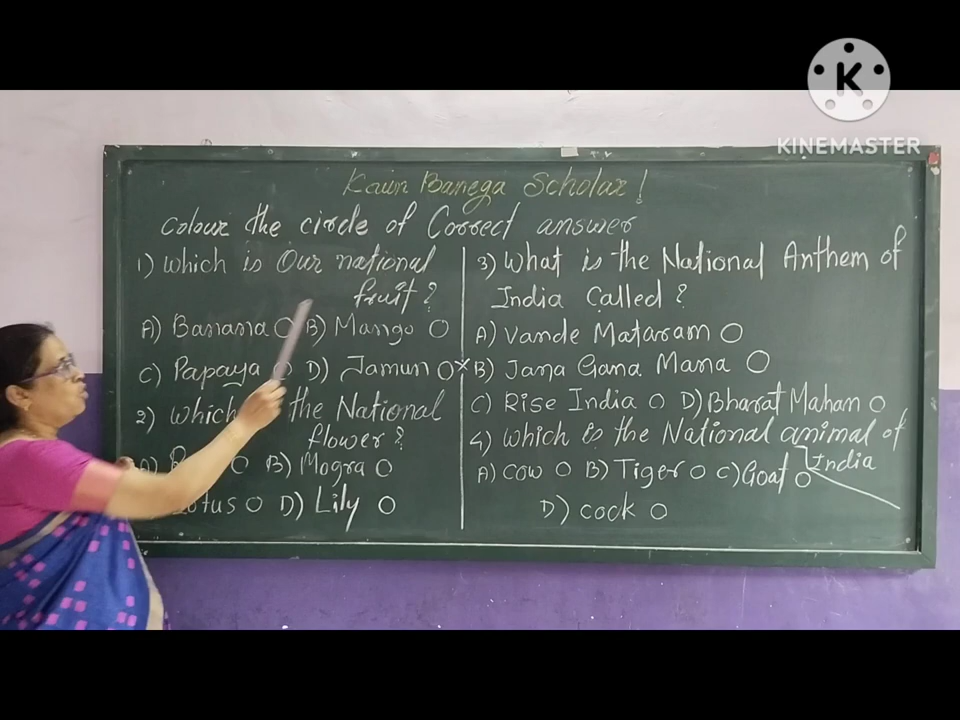 KINEMASTER
Kaun Banega Scholar!
Colour the circle of Correct answer
1) Which is Our national
fruit?
A) Banana B) Mango
C) Papaya D) Jamun
2) Which the National
flower?
A) B) Mogra
Lotus D) Lily
3) What is the National Anthem of
India Called?
A) Vande Mataram
B) Jana Gana Mana
C) Rise India D) Bharat Mahan
4) Which is the National animal of
India
A) Cow B) Tiger C) Goat
D) Cock